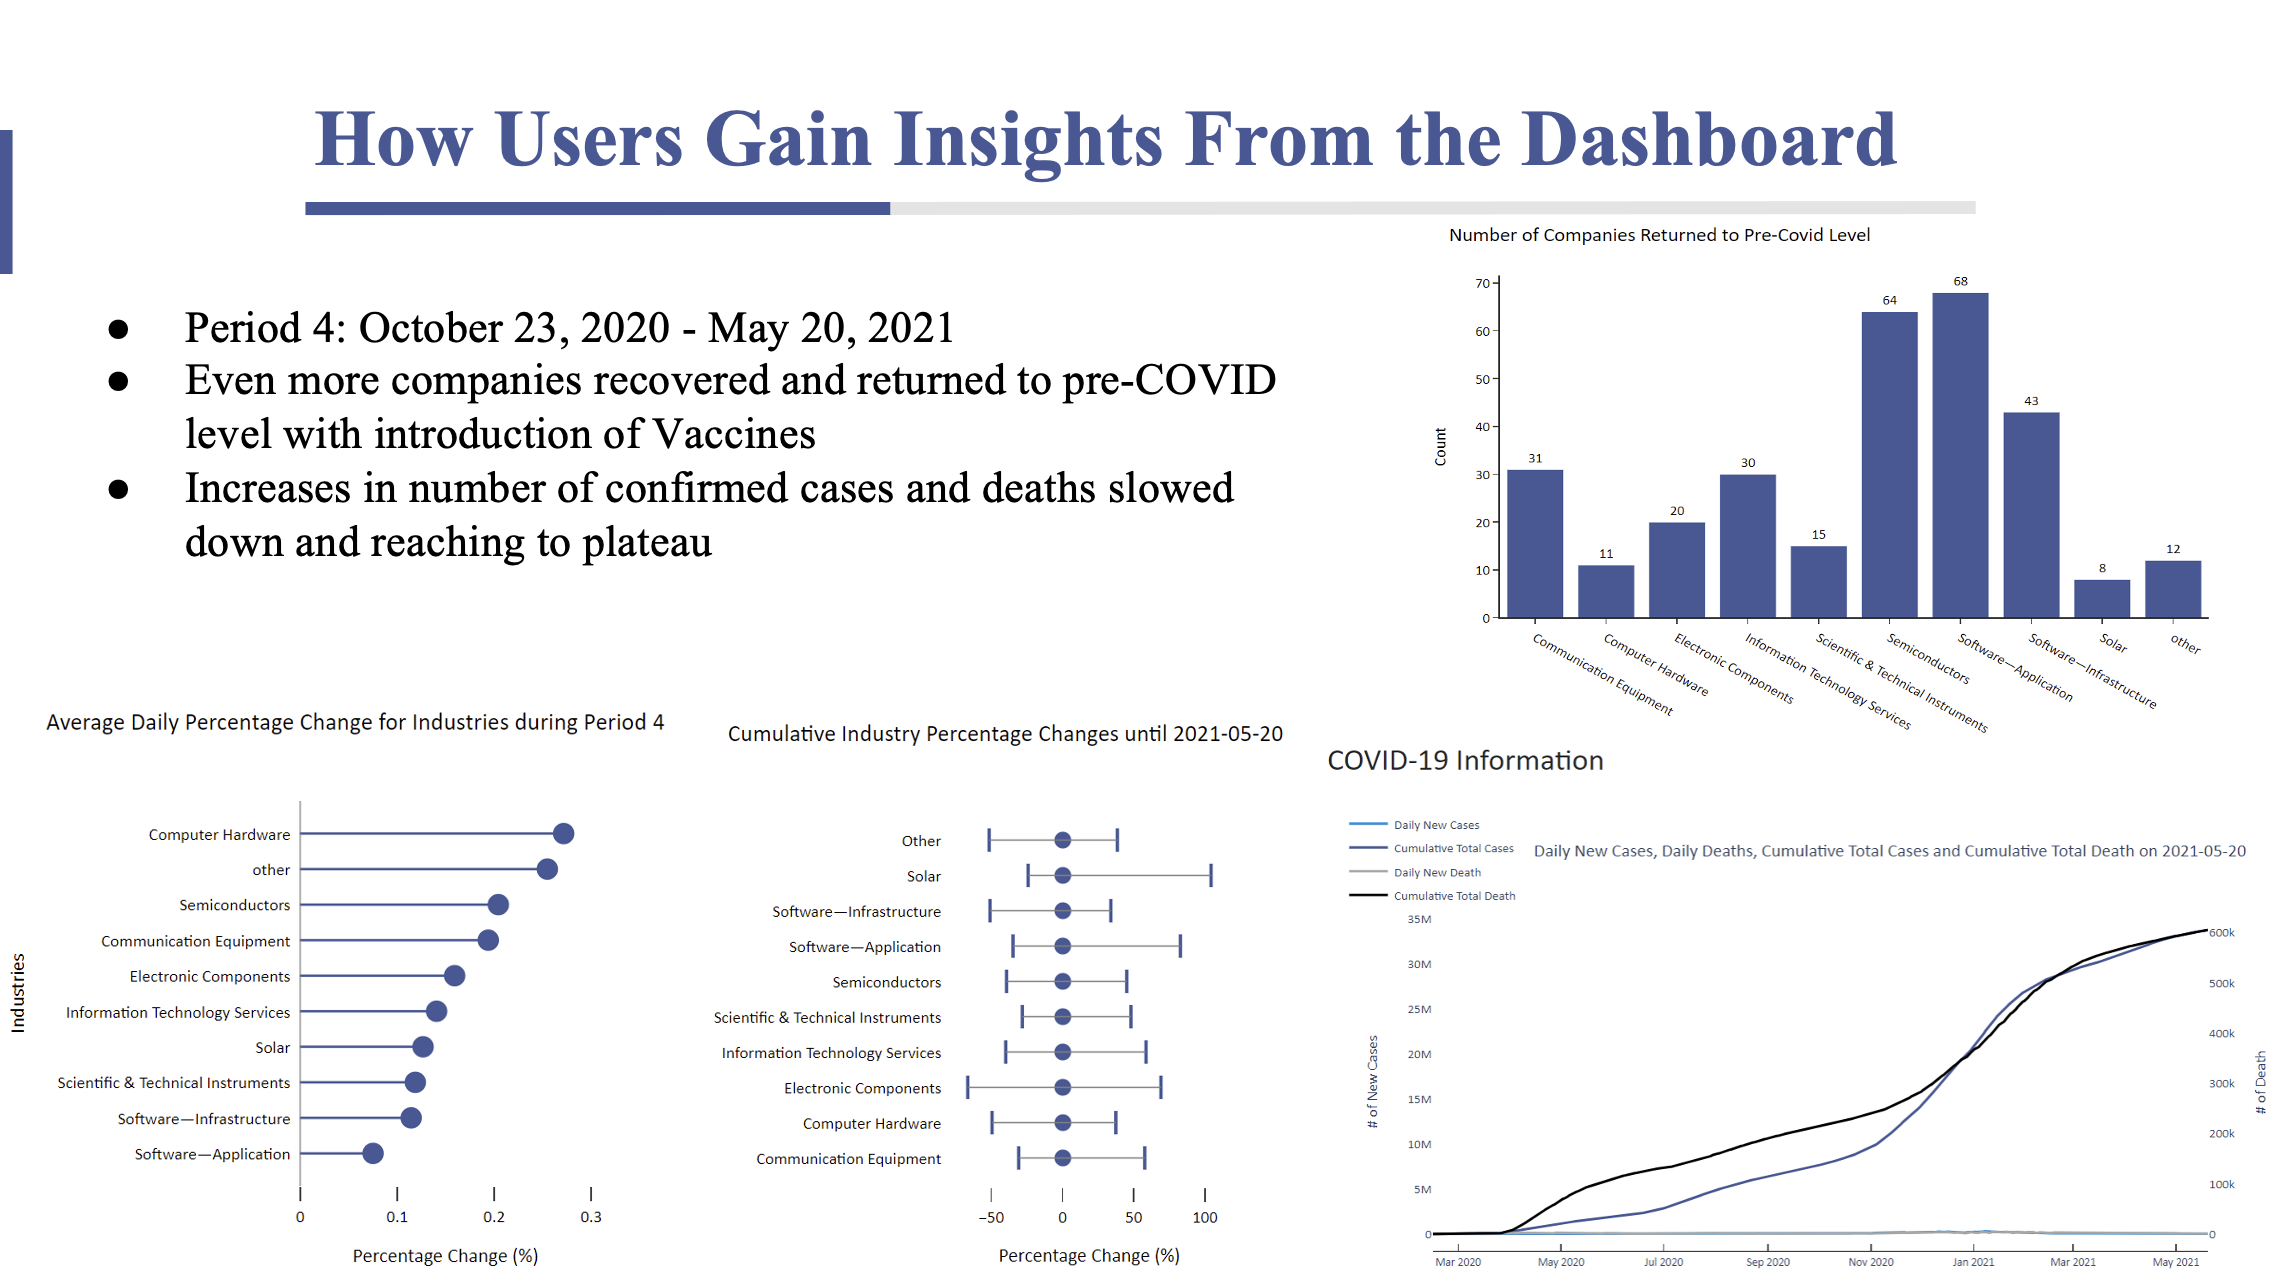 How Users Gain Insights From the Dashboard
● Period 4: October 23, 2020 - May 20, 2021
● Even more companies recovered and returned to pre-COVID
level with introduction of Vaccines
● Increases in number of confirmed cases and deaths slowed
down and reaching to plateau
Number of Companies Returned to Pre-Covid Level
Count
70
60
50
40
30
20
10
0
31
11
20
30
15
64
68
43
8
12
Communication Equipment
Computer Hardware
Electronic Components
Information Technology Services
Scientific & Technical Instruments
Semiconductors
Software—Application
Software—Infrastructure
Solar
other
Average Daily Percentage Change for Industries during Period 4
Industries
Computer Hardware
other
Semiconductors
Communication Equipment
Electronic Components
Information Technology Services
Solar
Scientific & Technical Instruments
Software—Infrastructure
Software—Application
0 0.1 0.2 0.3
Percentage Change (%)
Cumulative Industry Percentage Changes until 2021-05-20
Other
Solar
Software—Infrastructure
Software—Application
Semiconductors
Scientific & Technical Instruments
Information Technology Services
Electronic Components
Computer Hardware
Communication Equipment
−50 0 50 100
Percentage Change (%)
COVID-19 Information
Daily New Cases
Cumulative Total Cases
Daily New Death
Cumulative Total Death
Daily New Cases, Daily Deaths, Cumulative Total Cases and Cumulative Total Death on 2021-05-20
# of New Cases
35M
30M
25M
20M
15M
10M
5M
0
600k
500k
400k
300k
200k
100k
0
# of Death
Mar 2020 May 2020 Jul 2020 Sep 2020 Nov 2020 Jan 2021 Mar 2021 May 2021